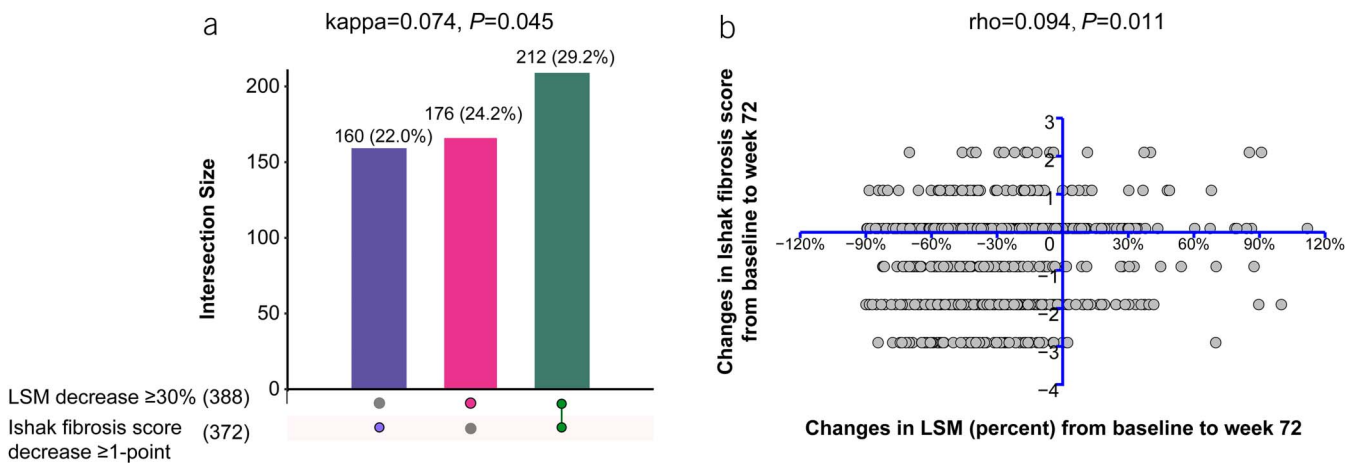 a
kappa=0.074, P=0.045
Intersection Size
200
150
100
50
0
160 (22.0%)
176 (24.2%)
212 (29.2%)
LSM decrease ≥30% (388)
Ishak fibrosis score
decrease ≥1-point
(372)
b
rho=0.094, P=0.011
Changes in Ishak fibrosis score
from baseline to week 72
3
2
1
0
−1
−2
−3
−4
−120%
−90%
−60%
−30%
30%
60%
90%
120%
Changes in LSM (percent) from baseline to week 72